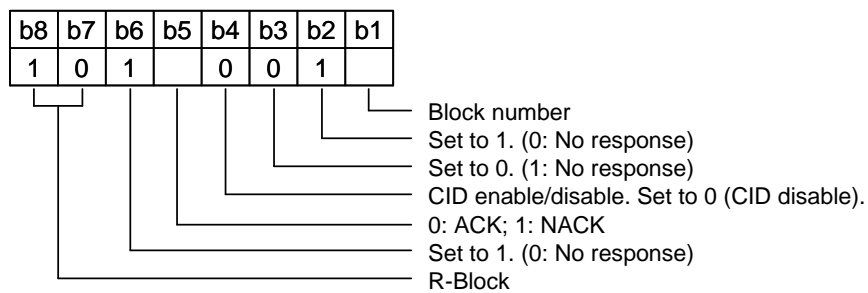 b8 b7 b6 b5 b4 b3 b2 b1
1 0 1 0 0 1
Block number
Set to 1. (0: No response)
Set to 0. (1: No response)
CID enable/disable. Set to 0 (CID disable).
0: ACK; 1: NACK
Set to 1. (0: No response)
R-Block